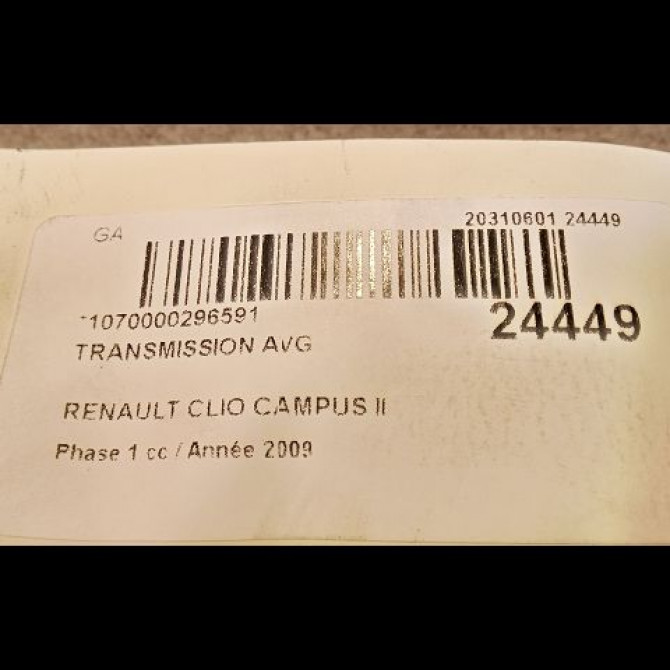 GA
20310601 24449
*1070000296591
24449
TRANSMISSION AVG
RENAULT CLIO CAMPUS II
Phase 1 cc / Année 2009